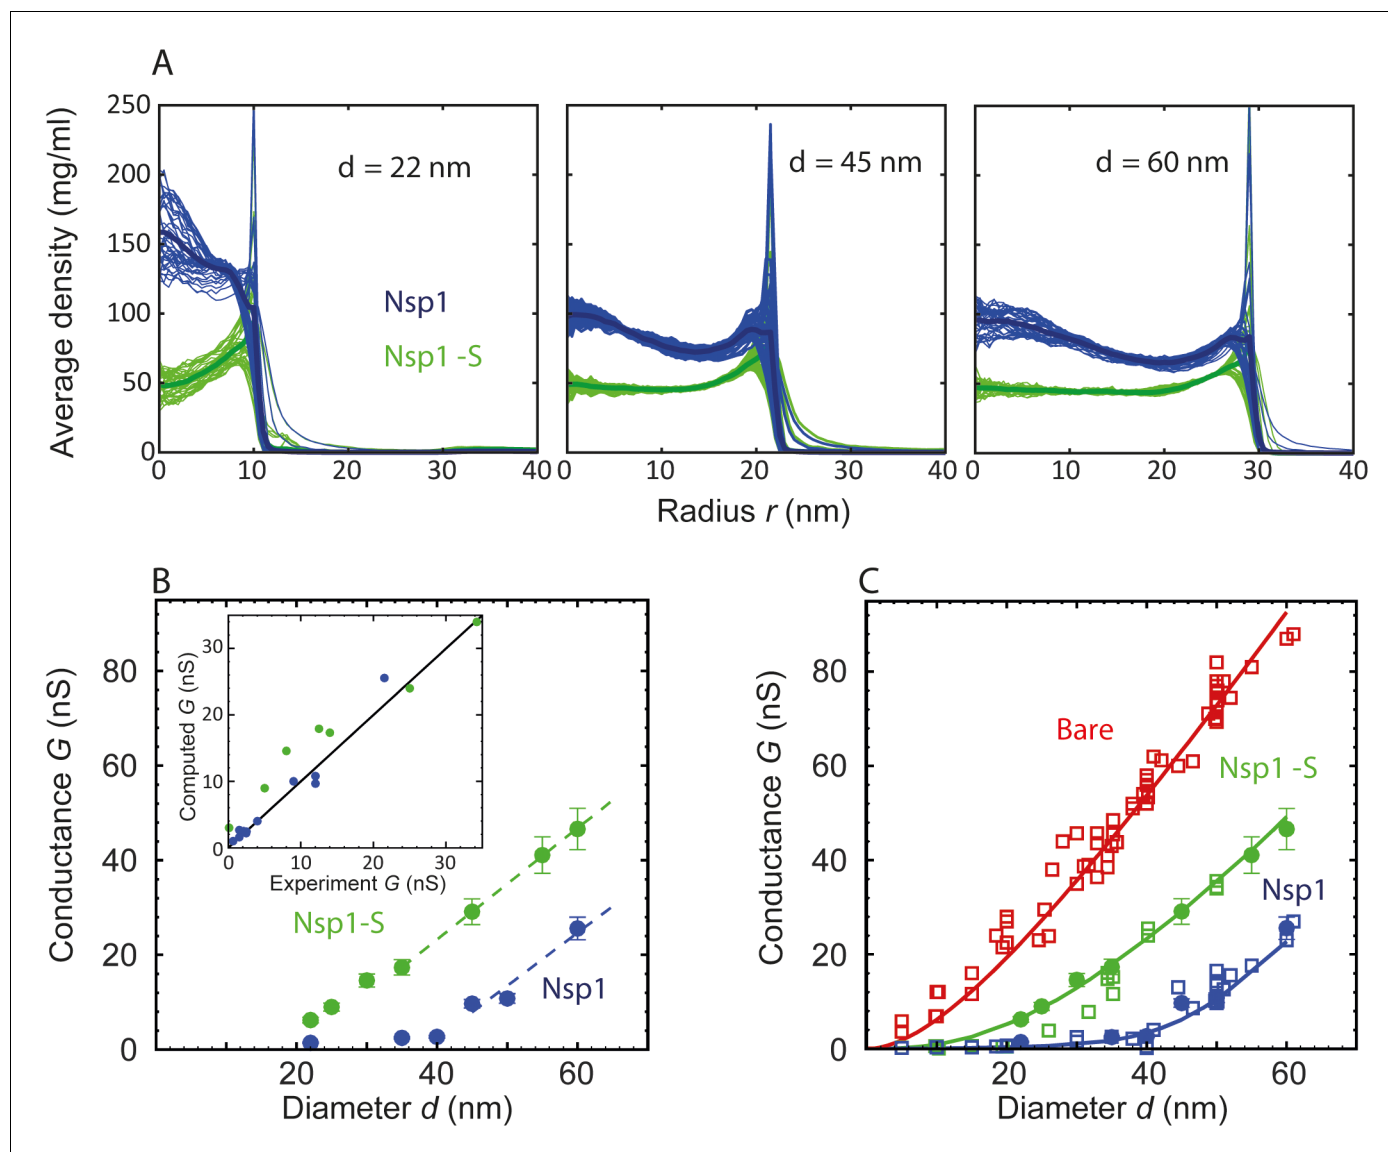 A
Average density (mg/ml)
250
200
150
100
50
0
d = 22 nm
d = 45 nm
d = 60 nm
Nsp1
Nsp1 -S
0 10 20 30 40
0 10 20 30 40
0 10 20 30 40
Radius r (nm)
B
Conductance G (nS)
80
60
40
20
0
20 40 60
Diameter d (nm)
Computed G (nS)
30
20
10
0
0 10 20 30
Experiment G (nS)
Nsp1-S
Nsp1
C
Conductance G (nS)
80
60
40
20
0
Bare
Nsp1 -S
Nsp1
20 40 60
Diameter d (nm)